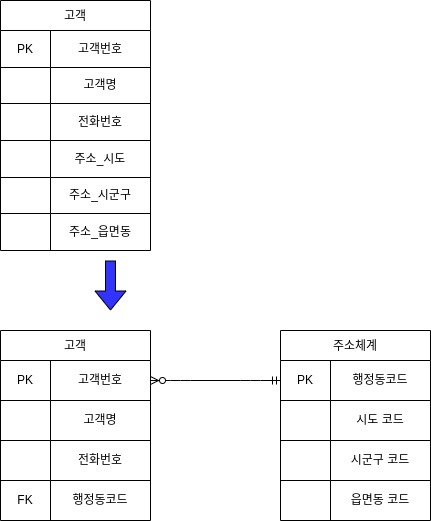 고객
PK 고객번호
고객명
전화번호
주소_시도
주소_시군구
주소_읍면동
고객
PK 고객번호
고객명
전화번호
FK 행정동코드
주소체계
PK 행정동코드
시도 코드
시군구 코드
읍면동 코드